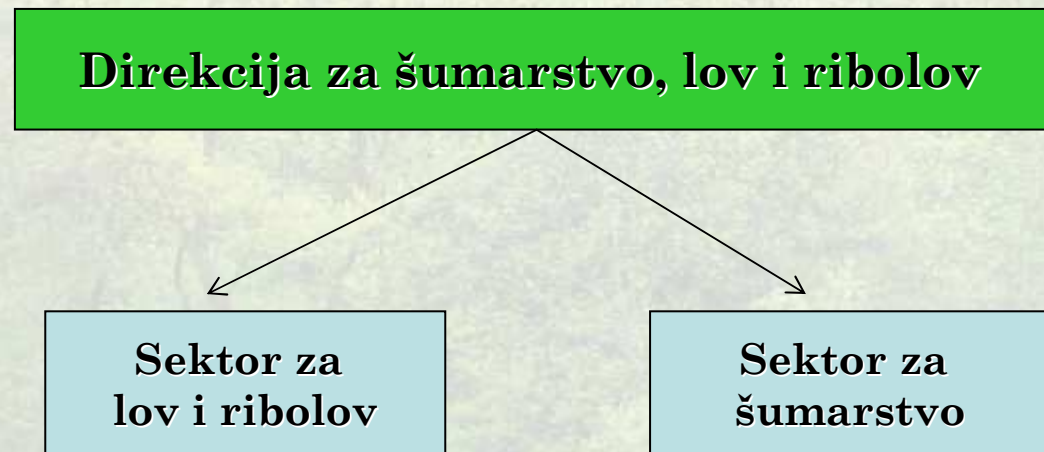 Direkcija za šumarstvo, lov i ribolov
Sektor za
lov i ribolov
Sektor za
šumarstvo